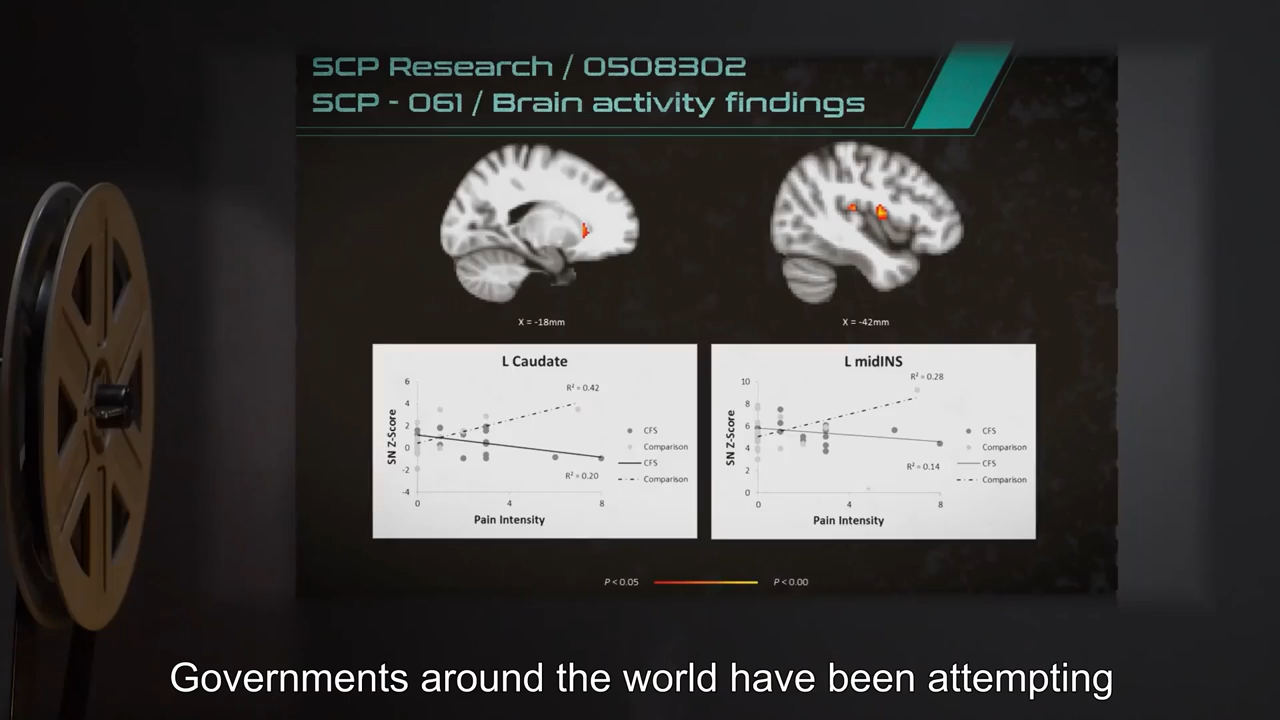 SCP Research / 0508302
SCP - 061 / Brain activity findings
X = -18mm
X = -42mm
L Caudate
R² = 0.42
6
4
2
0
-2
-4
SN Z-Score
R² = 0.20
0
4
8
Pain Intensity
CFS
Comparison
CFS
Comparison
L midINS
R² = 0.28
10
8
6
4
2
0
SN Z-Score
R² = 0.14
0
4
8
Pain Intensity
CFS
Comparison
CFS
Comparison
P < 0.05
P < 0.00
Governments around the world have been attempting